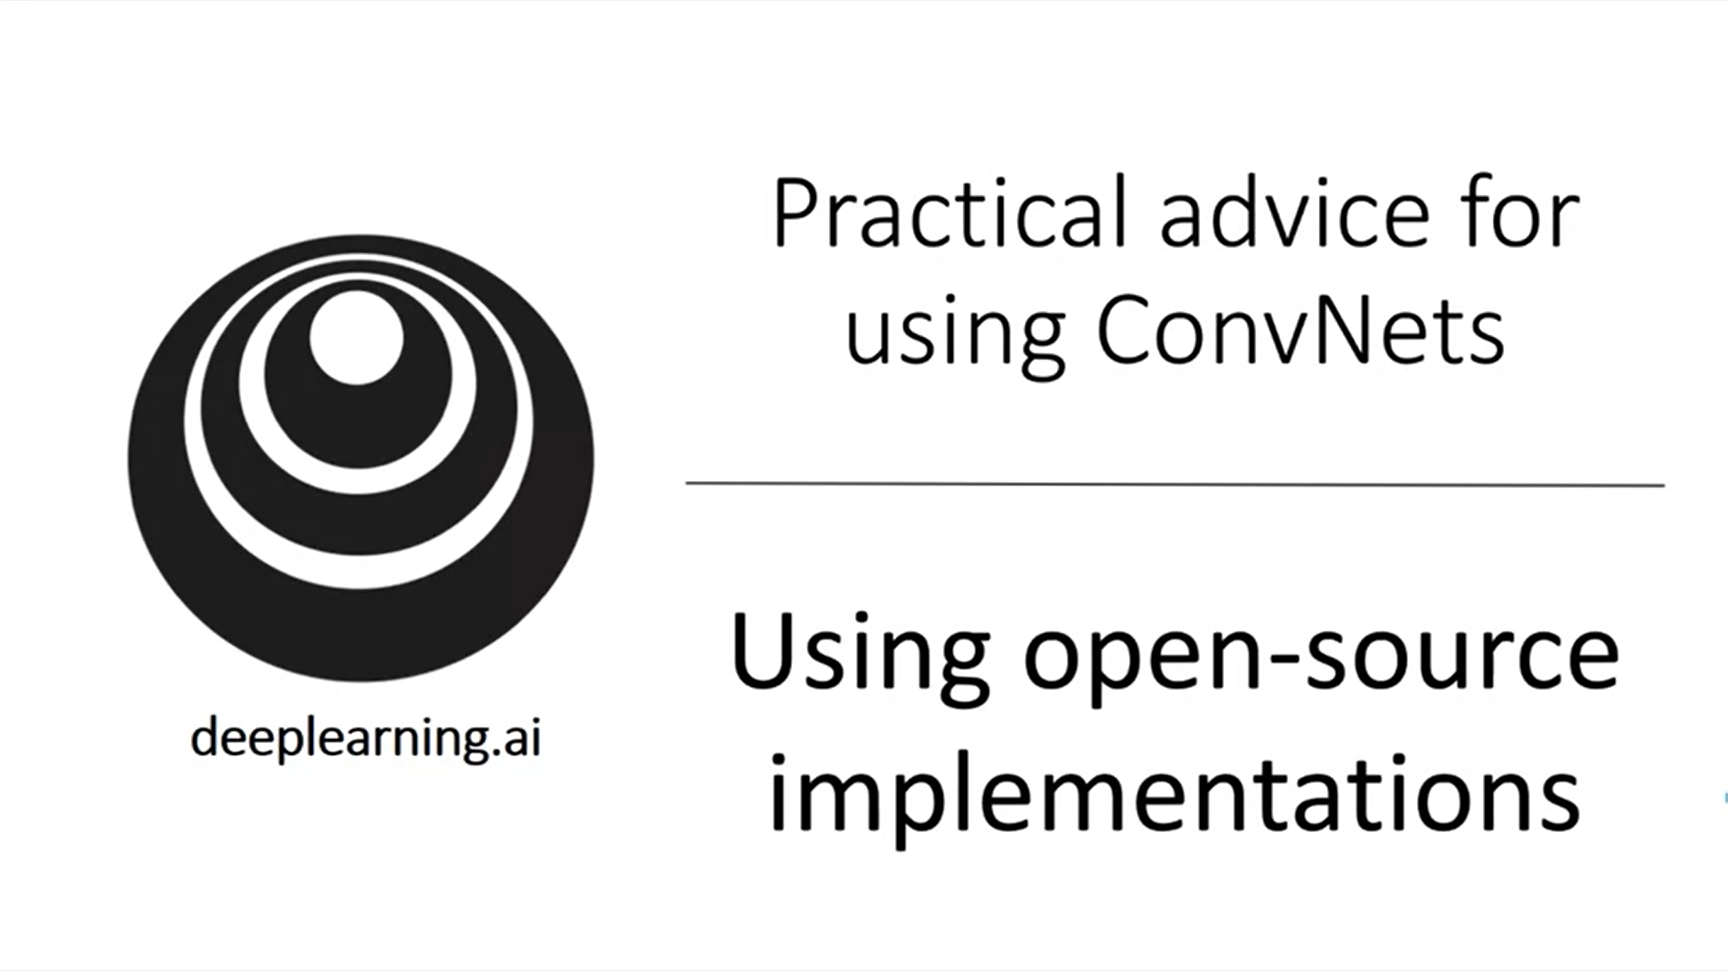 Practical advice for
using ConvNets
Using open-source
implementations
deeplearning.ai